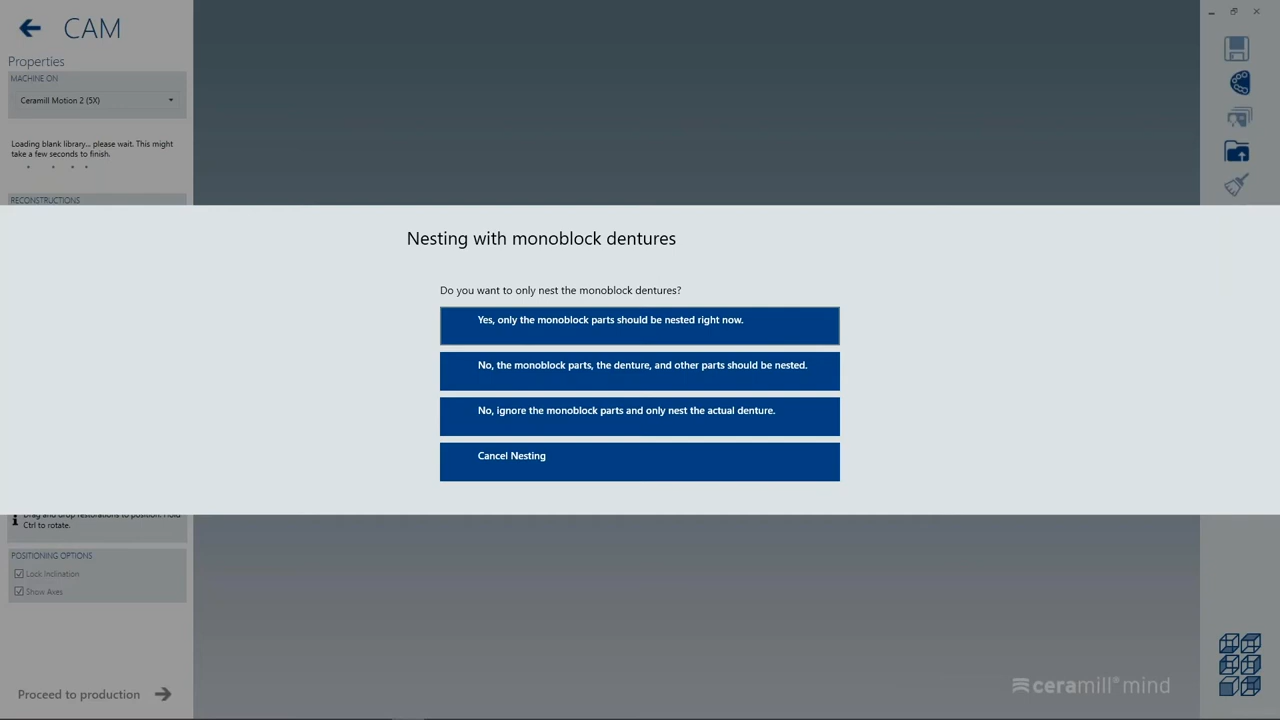 CAM
Properties
MACHINE ON
Ceramill Motion 2 (5X)
Loading blank library... please wait. This might
take a few seconds to finish.
RECONSTRUCTIONS
Nesting with monoblock dentures
Do you want to only nest the monoblock dentures?
Yes, only the monoblock parts should be nested right now.
No, the monoblock parts, the denture, and other parts should be nested.
No, ignore the monoblock parts and only nest the actual denture.
Cancel Nesting
Drag and drop restorations to position. Hold
Ctrl to rotate.
POSITIONING OPTIONS
Lock Inclination
Show Axes
Proceed to production
ceramill® mind